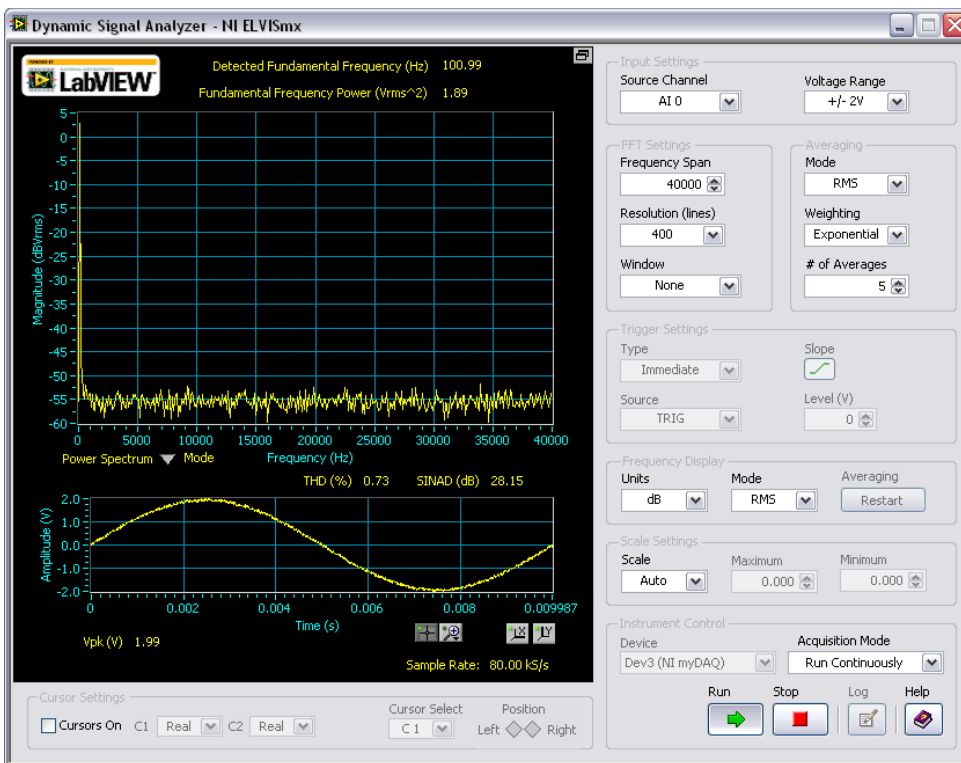 Dynamic Signal Analyzer - NI ELVISmx
POWERED BY
NATIONAL INSTRUMENTS
LabVIEW
Detected Fundamental Frequency (Hz) 100.99
Fundamental Frequency Power (Vrms^2) 1.89
Magnitude (dBVrms)
5
0
-5
-10
-15
-20
-25
-30
-35
-40
-45
-50
-55
-60
0 5000 10000 15000 20000 25000 30000 35000 40000
Power Spectrum Mode Frequency (Hz)
THD (%) 0.73 SINAD (dB) 28.15
Amplitude (V)
2.0
1.0
0.0
-1.0
-2.0
0 0.002 0.004 0.006 0.008 0.009987
Time (s)
X Y
Vpk (V) 1.99
Sample Rate: 80.00 kS/s
Cursor Settings
Cursors On C1 Real C2 Real
Cursor Select
C 1
Position
Left Right
Input Settings
Source Channel Voltage Range
AI 0 +/- 2V
FFT Settings
Frequency Span
40000
Resolution (lines)
400
Window
None
Averaging
Mode
RMS
Weighting
Exponential
# of Averages
5
Trigger Settings
Type Slope
Immediate
Source Level (V)
TRIG 0
Frequency Display
Units Mode Averaging
dB RMS Restart
Scale Settings
Scale Maximum Minimum
Auto 0.000 0.000
Instrument Control
Device Acquisition Mode
Dev3 (NI myDAQ) Run Continuously
Run Stop Log Help